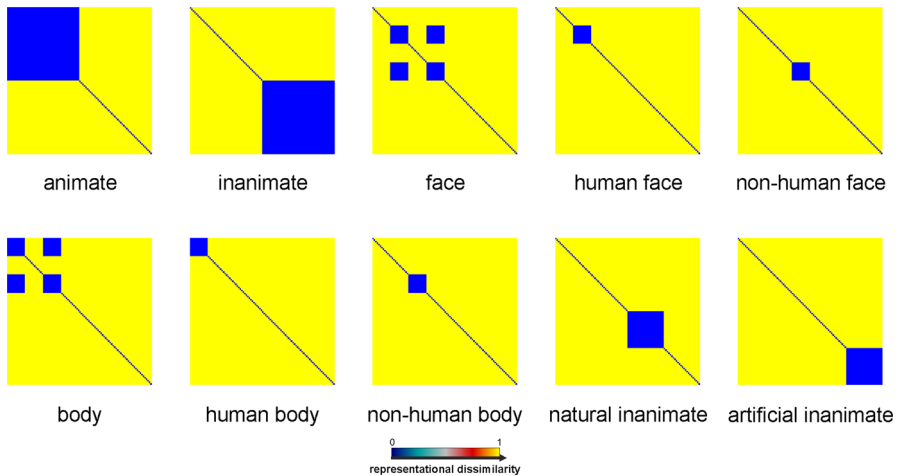 animate inanimate face human face non-human face
body human body non-human body natural inanimate artificial inanimate
0 1
representational dissimilarity